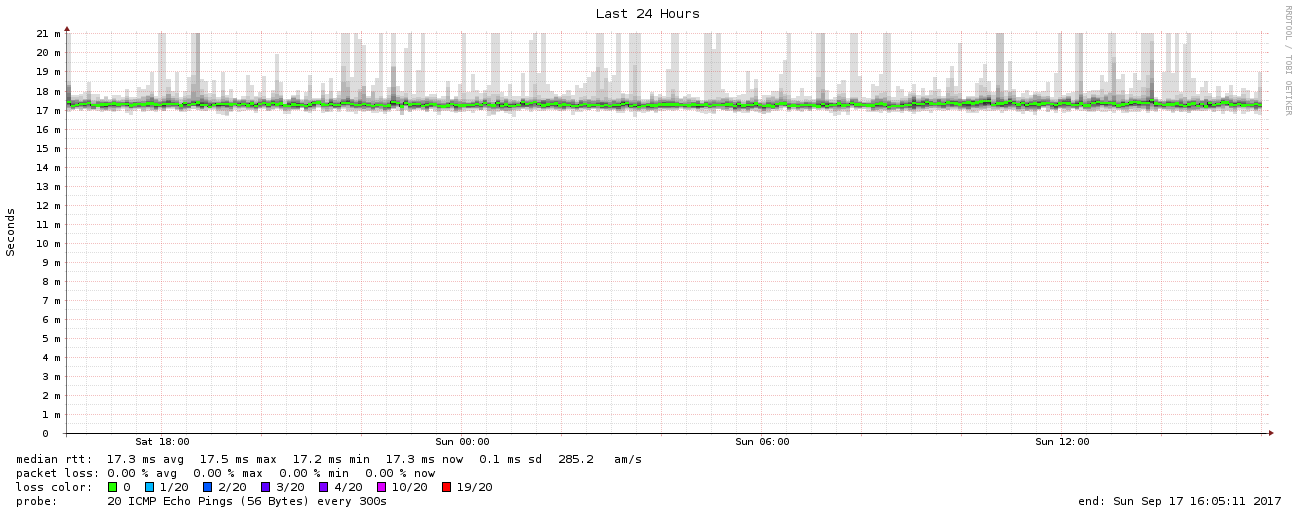 Last 24 Hours
RRDTOOL / TOBI OETIKER
21 m
20 m
19 m
18 m
17 m
16 m
15 m
14 m
13 m
12 m
11 m
10 m
9 m
8 m
7 m
6 m
5 m
4 m
3 m
2 m
1 m
0
Seconds
Sat 18:00 Sun 00:00 Sun 06:00 Sun 12:00
median rtt: 17.3 ms avg 17.5 ms max 17.2 ms min 17.3 ms now 0.1 ms sd 285.2 am/s
packet loss: 0.00 % avg 0.00 % max 0.00 % min 0.00 % now
loss color: 0 1/20 2/20 3/20 4/20 10/20 19/20
probe: 20 ICMP Echo Pings (56 Bytes) every 300s end: Sun Sep 17 16:05:11 2017